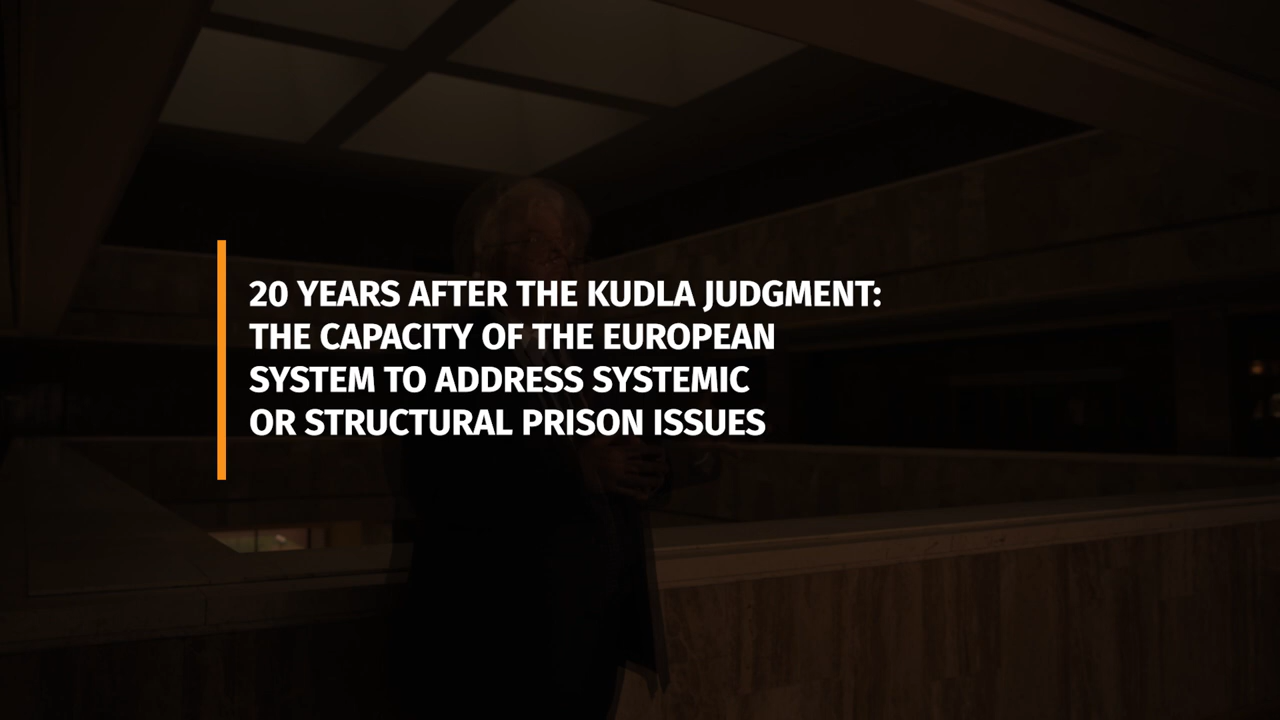 20 YEARS AFTER THE KUDLA JUDGMENT:
THE CAPACITY OF THE EUROPEAN
SYSTEM TO ADDRESS SYSTEMIC
OR STRUCTURAL PRISON ISSUES